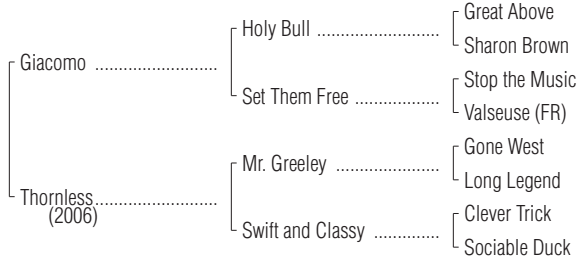 Great Above
Holy Bull ......................
Sharon Brown
Giacomo ......................
Stop the Music
Set Them Free ...............
Valseuse (FR)
Gone West
Mr. Greeley ...................
Long Legend
Thornless......................
(2006)
Clever Trick
Swift and Classy ............
Sociable Duck